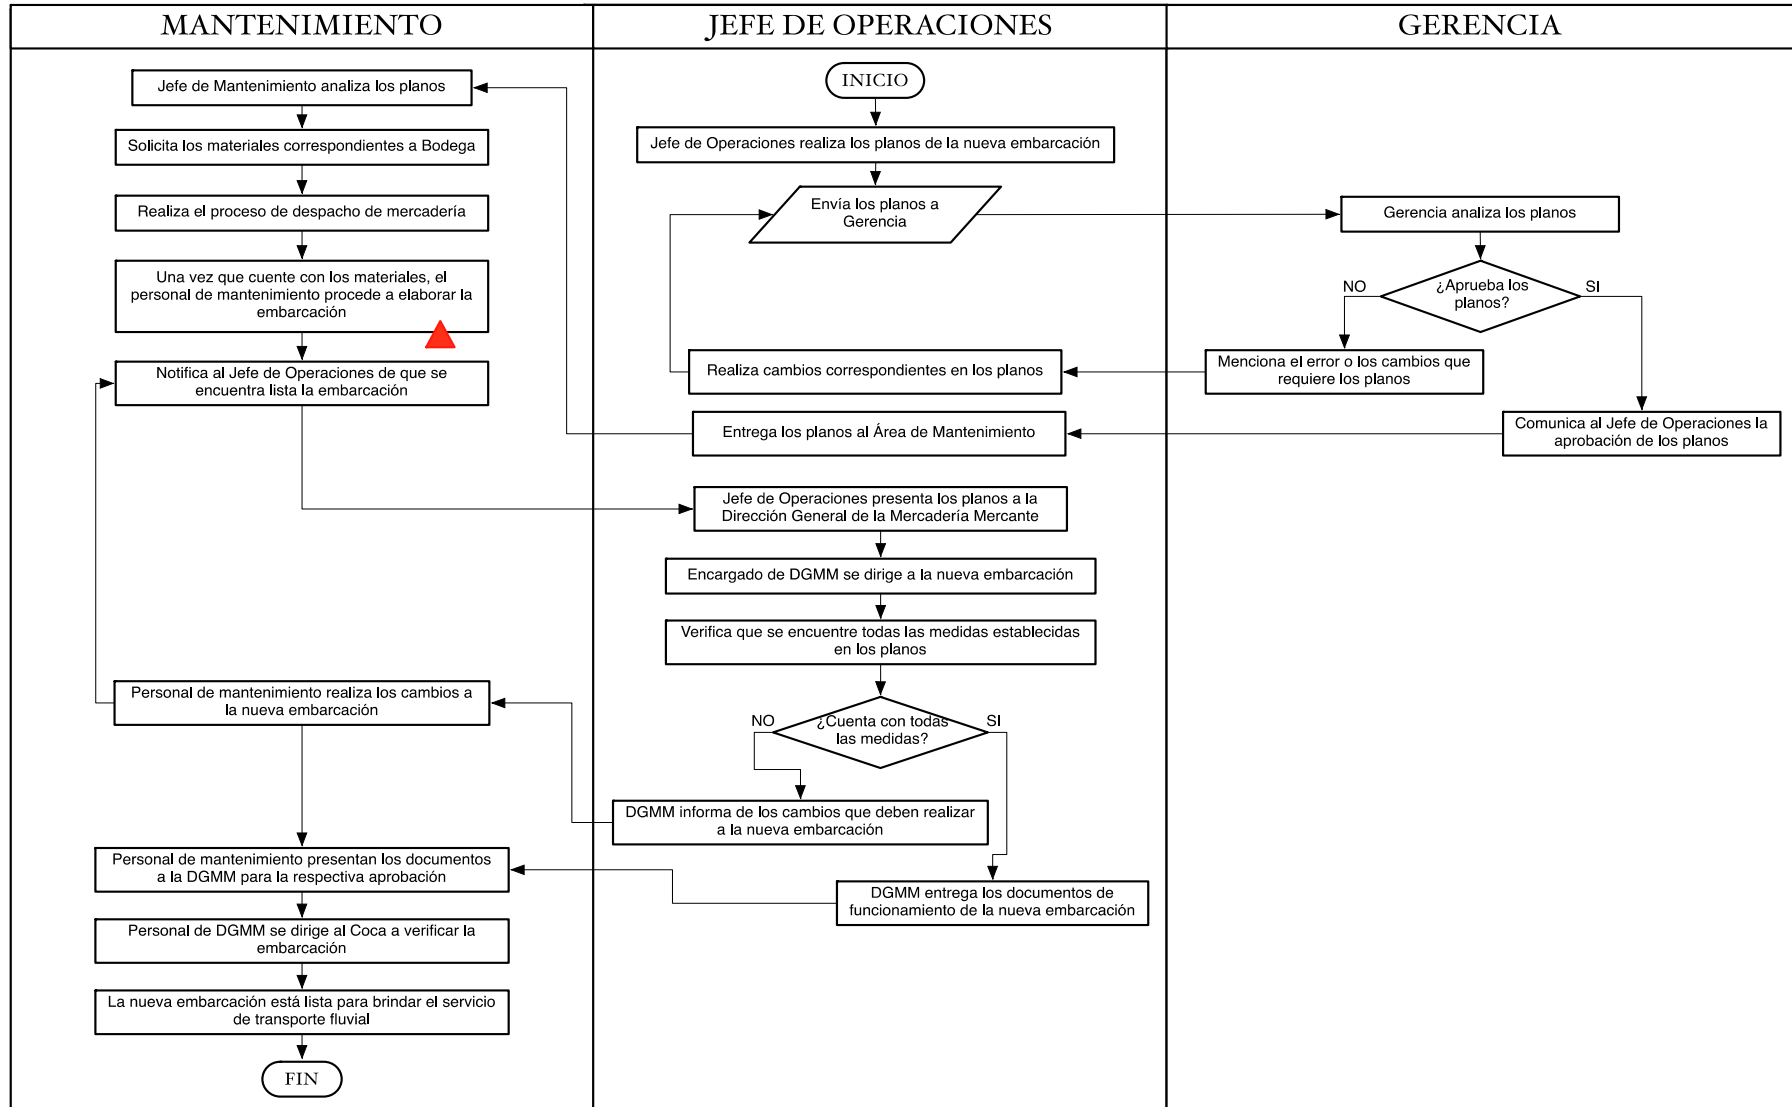 MANTENIMIENTO
JEFE DE OPERACIONES
GERENCIA
Jefe de Mantenimiento analiza los planos
Solicita los materiales correspondientes a Bodega
Realiza el proceso de despacho de mercadería
Una vez que cuente con los materiales, el
personal de mantenimiento procede a elaborar la
embarcación
Notifica al Jefe de Operaciones de que se
encuentra lista la embarcación
Personal de mantenimiento realiza los cambios a
la nueva embarcación
Personal de mantenimiento presentan los documentos
a la DGMM para la respectiva aprobación
Personal de DGMM se dirige al Coca a verificar la
embarcación
La nueva embarcación está lista para brindar el servicio
de transporte fluvial
FIN
INICIO
Jefe de Operaciones realiza los planos de la nueva embarcación
Envía los planos a
Gerencia
Realiza cambios correspondientes en los planos
Entrega los planos al Área de Mantenimiento
Jefe de Operaciones presenta los planos a la
Dirección General de la Mercadería Mercante
Encargado de DGMM se dirige a la nueva embarcación
Verifica que se encuentre todas las medidas establecidas
en los planos
NO
¿Cuenta con todas
las medidas?
SI
DGMM informa de los cambios que deben realizar
a la nueva embarcación
DGMM entrega los documentos de
funcionamiento de la nueva embarcación
Gerencia analiza los planos
NO
¿Aprueba los
planos?
SI
Menciona el error o los cambios que
requiere los planos
Comunica al Jefe de Operaciones la
aprobación de los planos